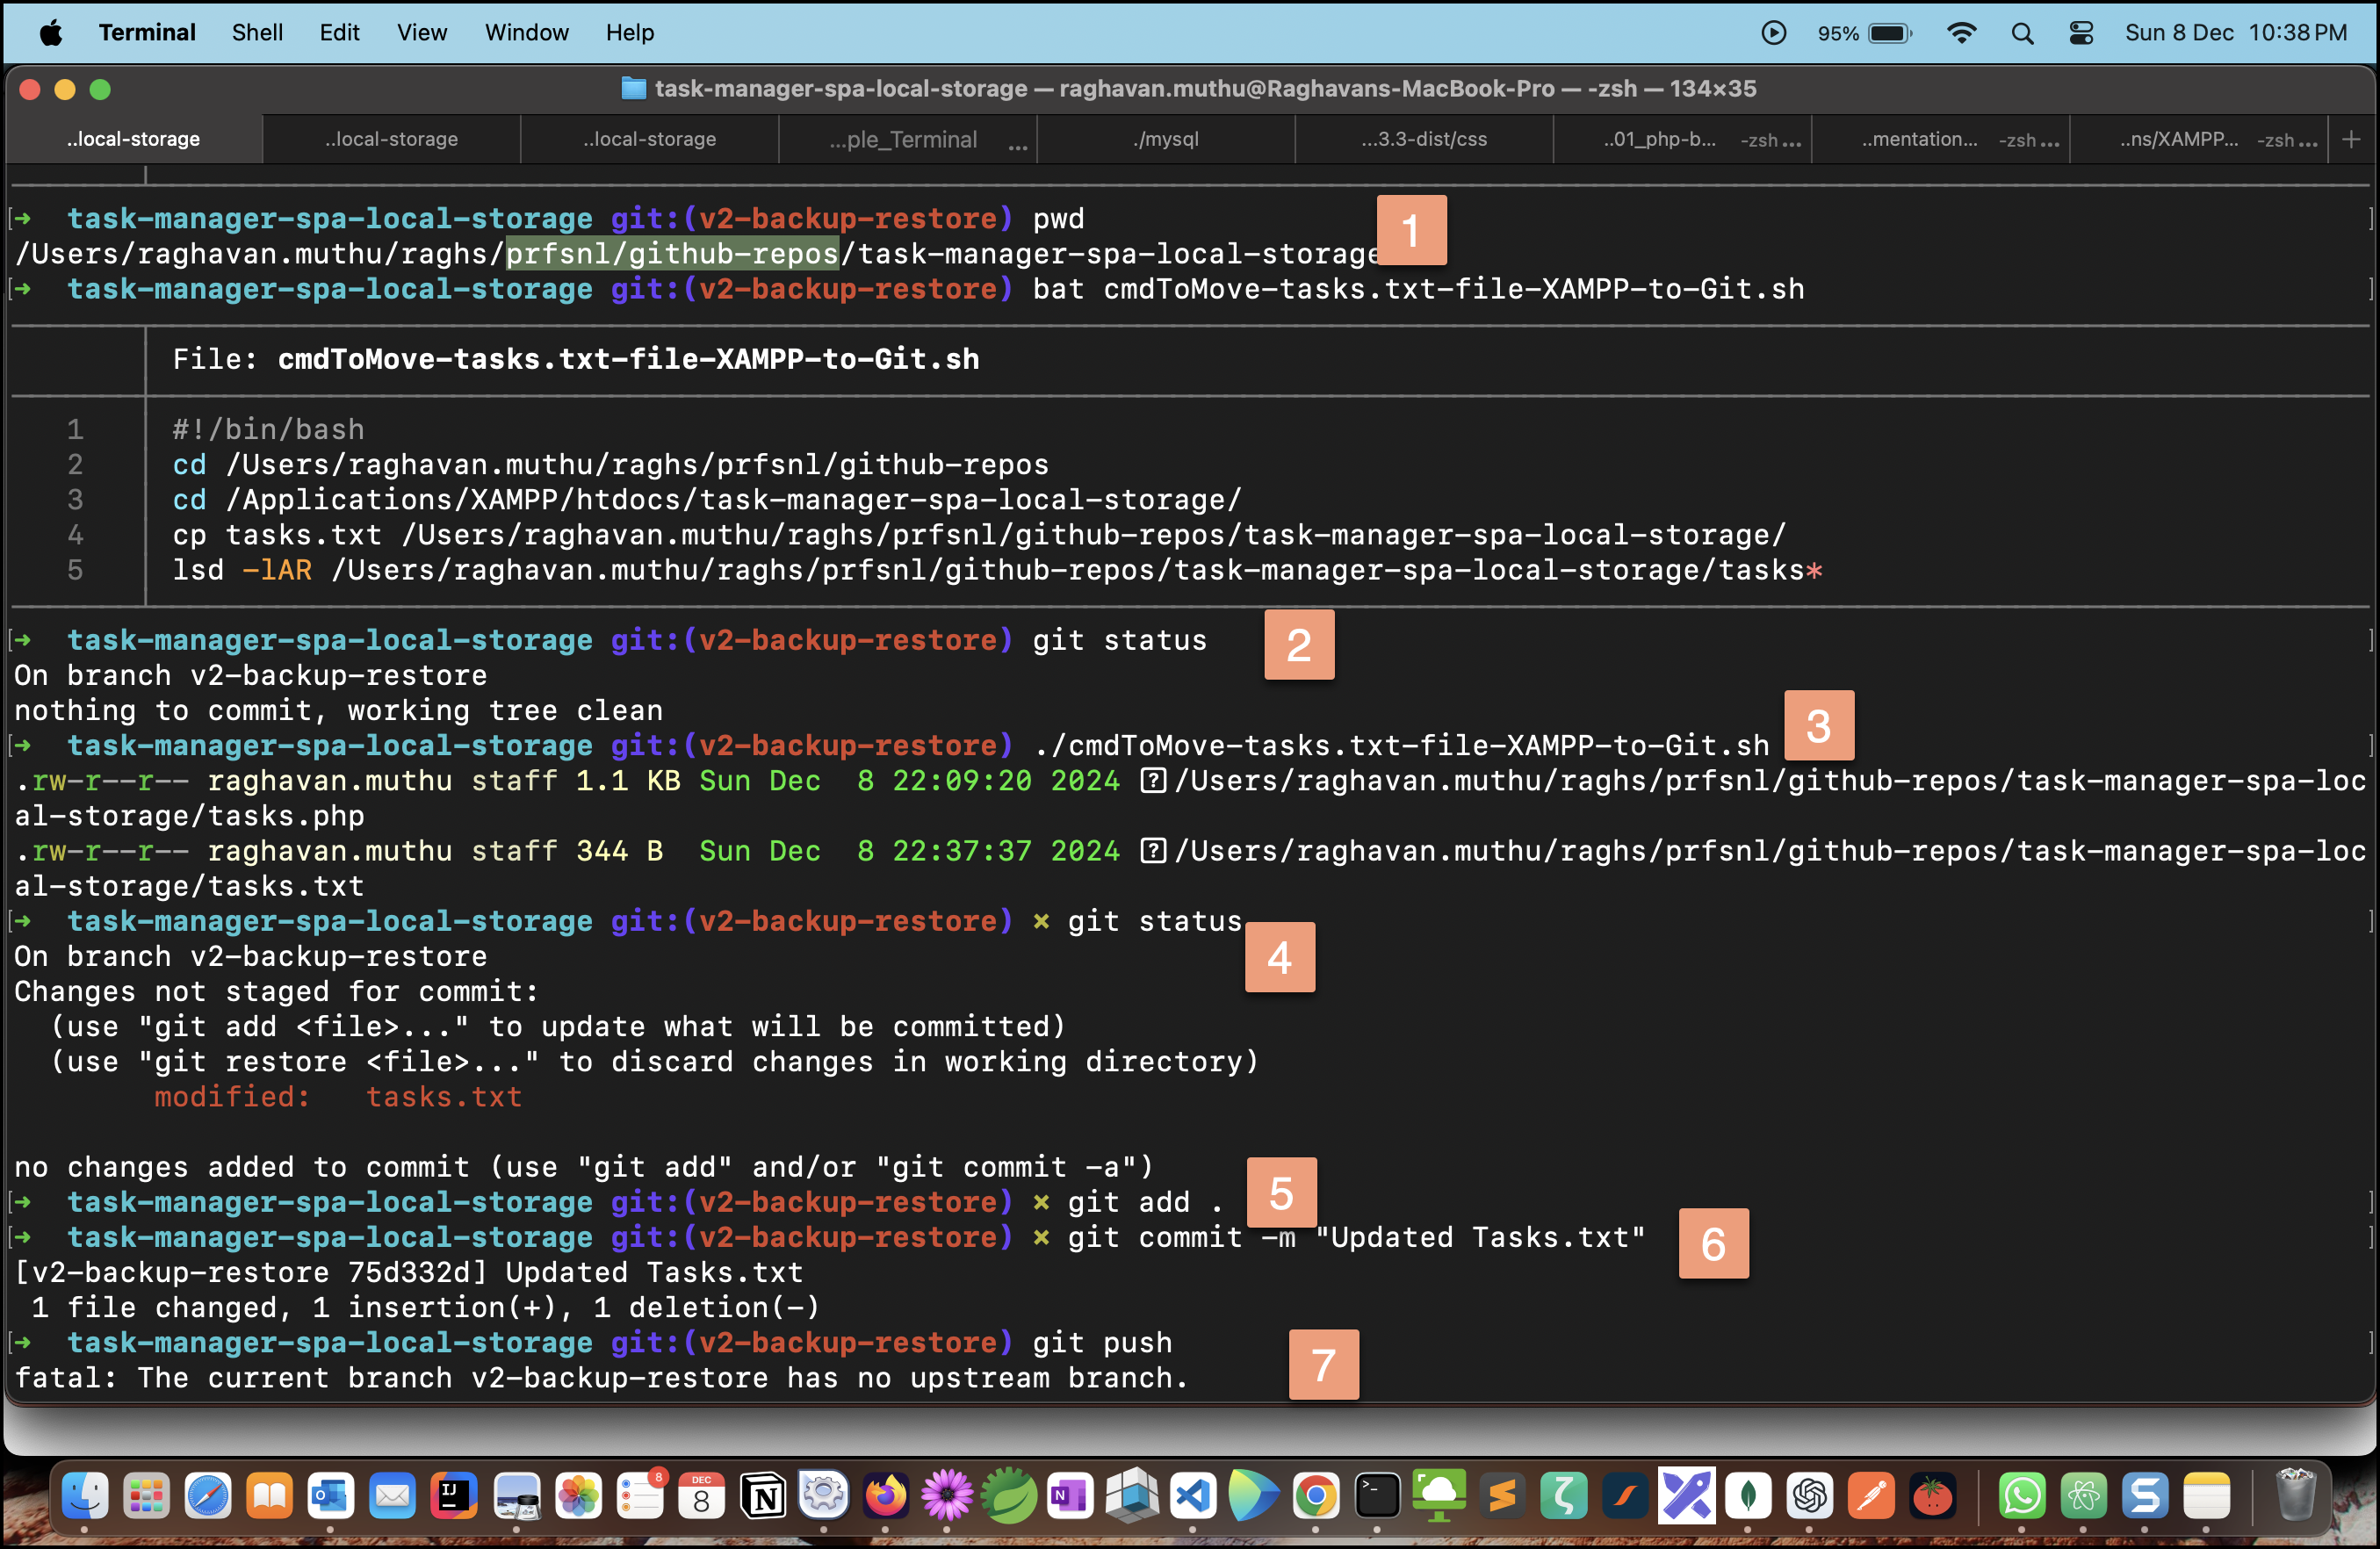 Terminal Shell Edit View Window Help 95% Sun 8 Dec 10:38 PM
task-manager-spa-local-storage — raghavan.muthu@Raghavans-MacBook-Pro — -zsh — 134×35
..local-storage ..local-storage ..local-storage ...ple_Terminal ... ./mysql ...3.3-dist/css ..01_php-b... -zsh ... ..mentation... -zsh ... ..ns/XAMPP... -zsh ... +
[➜ task-manager-spa-local-storage git:(v2-backup-restore) pwd ]
1
/Users/raghavan.muthu/raghs/prfsnl/github-repos/task-manager-spa-local-storage
[➜ task-manager-spa-local-storage git:(v2-backup-restore) bat cmdToMove-tasks.txt-file-XAMPP-to-Git.sh ]
File: cmdToMove-tasks.txt-file-XAMPP-to-Git.sh
1 #!/bin/bash
2 cd /Users/raghavan.muthu/raghs/prfsnl/github-repos
3 cd /Applications/XAMPP/htdocs/task-manager-spa-local-storage/
4 cp tasks.txt /Users/raghavan.muthu/raghs/prfsnl/github-repos/task-manager-spa-local-storage/
5 lsd -lAR /Users/raghavan.muthu/raghs/prfsnl/github-repos/task-manager-spa-local-storage/tasks*
[➜ task-manager-spa-local-storage git:(v2-backup-restore) git status ]
2
On branch v2-backup-restore
nothing to commit, working tree clean
3
[➜ task-manager-spa-local-storage git:(v2-backup-restore) ./cmdToMove-tasks.txt-file-XAMPP-to-Git.sh ]
.rw-r--r-- raghavan.muthu staff 1.1 KB Sun Dec  8 22:09:20 2024 ? /Users/raghavan.muthu/raghs/prfsnl/github-repos/task-manager-spa-loc
al-storage/tasks.php
.rw-r--r-- raghavan.muthu staff 344 B  Sun Dec  8 22:37:37 2024 ? /Users/raghavan.muthu/raghs/prfsnl/github-repos/task-manager-spa-loc
al-storage/tasks.txt
[➜ task-manager-spa-local-storage git:(v2-backup-restore) ✗ git status ]
4
On branch v2-backup-restore
Changes not staged for commit:
(use "git add <file>..." to update what will be committed)
(use "git restore <file>..." to discard changes in working directory)
modified:   tasks.txt
no changes added to commit (use "git add" and/or "git commit -a")
5
[➜ task-manager-spa-local-storage git:(v2-backup-restore) ✗ git add . ]
[➜ task-manager-spa-local-storage git:(v2-backup-restore) ✗ git commit -m "Updated Tasks.txt" ]
6
[v2-backup-restore 75d332d] Updated Tasks.txt
1 file changed, 1 insertion(+), 1 deletion(-)
[➜ task-manager-spa-local-storage git:(v2-backup-restore) git push ]
7
fatal: The current branch v2-backup-restore has no upstream branch.
8
DEC
8
IJ
N
N
>_
S